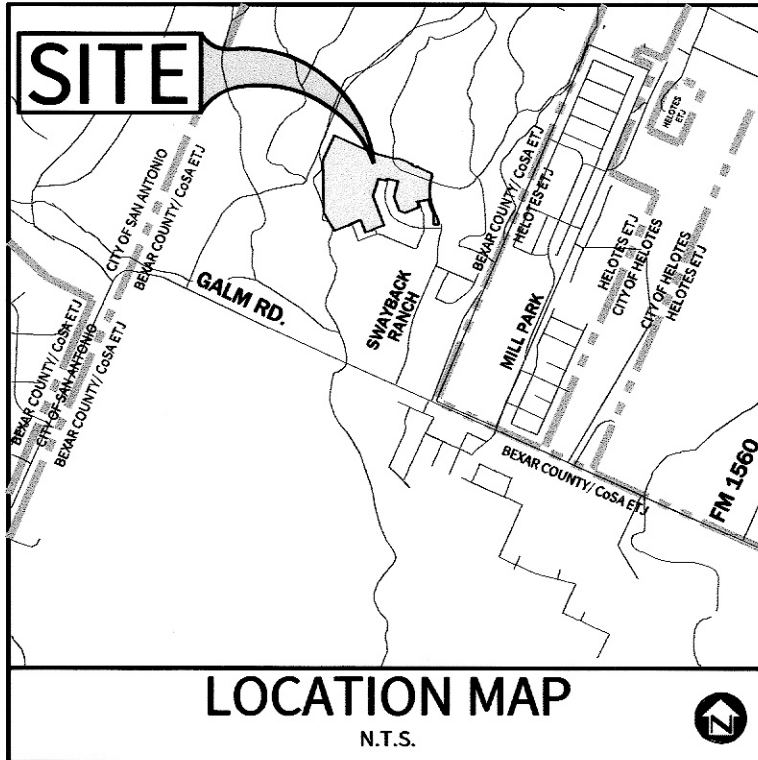 SITE
CITY OF SAN ANTONIO
BEXAR COUNTY/ CoSA ETJ
BEXAR COUNTY/ CoSA ETJ
HELOTES ETJ
HELOTES
ETJ
HELOTES ETJ
CITY OF HELOTES
CITY OF HELOTES
HELOTES ETJ
GALM RD.
SWAYBACK
RANCH
MILL PARK
BEXAR COUNTY/ CoSA ETJ
CITY OF SAN ANTONIO
BEXAR COUNTY/ CoSA ETJ
BEXAR COUNTY/ CoSA ETJ
FM 1560
LOCATION MAP
N.T.S.
N